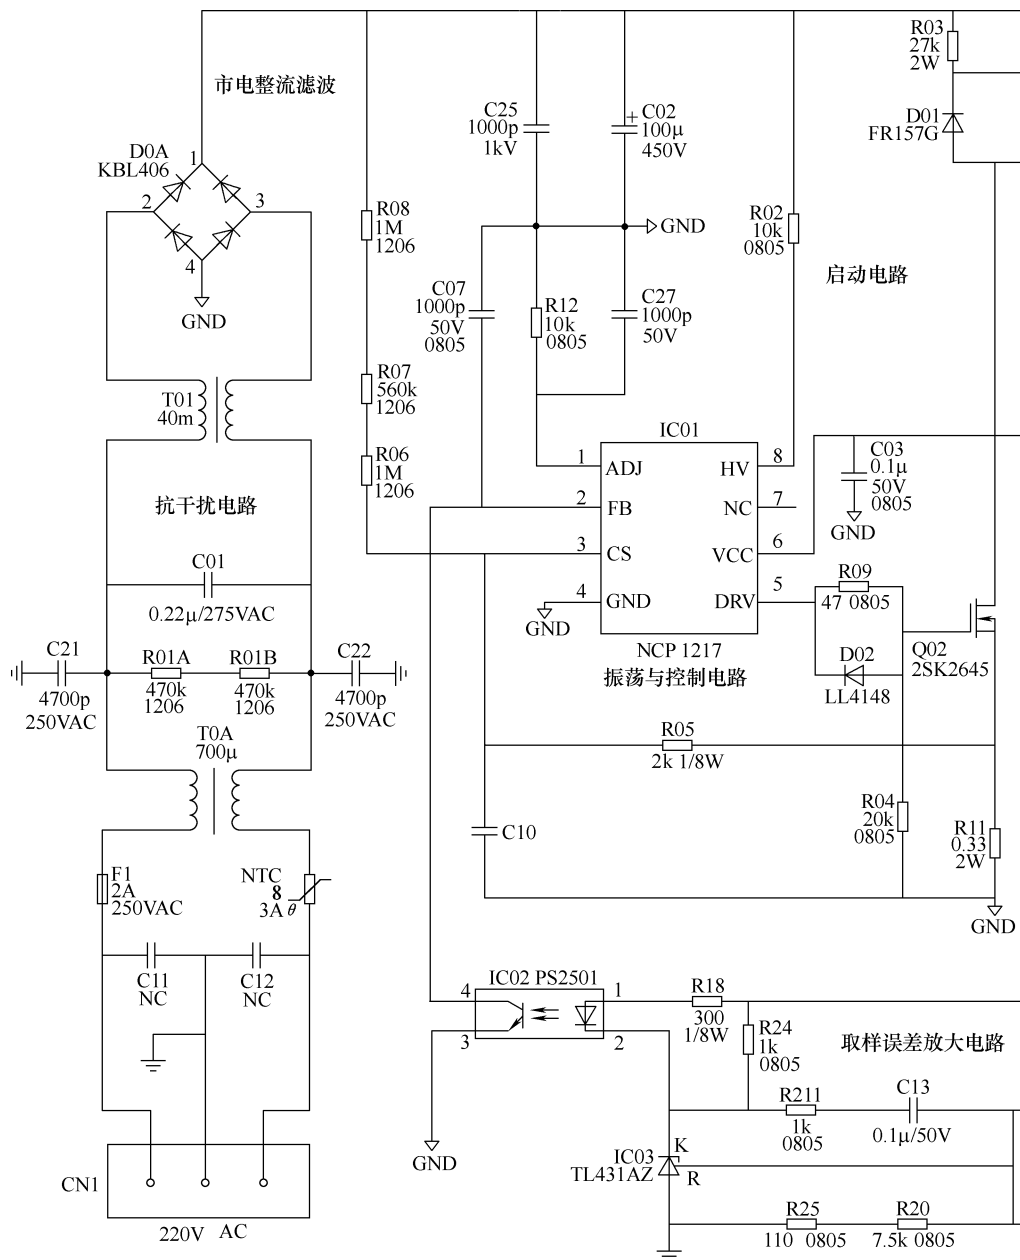 R03
27k
2W
市电整流滤波
C25
1000p
1kV
+
C02
100μ
450V
D01
FR157G
D0A
KBL406
1
2
3
4
GND
R08
1M
1206
GND
R02
10k
0805
启动电路
C07
1000p
50V
0805
R12
10k
0805
C27
1000p
50V
T01
40m
R07
560k
1206
R06
1M
1206
IC01
1
ADJ
HV
8
2
FB
NC
7
3
CS
VCC
6
4
GND
DRV
5
GND
NCP 1217
振荡与控制电路
C03
0.1μ
50V
0805
GND
抗干扰电路
C01
0.22μ/275VAC
R09
47 0805
D02
LL4148
Q02
2SK2645
C21
4700p
250VAC
R01A
470k
1206
R01B
470k
1206
C22
4700p
250VAC
T0A
700μ
R05
2k 1/8W
C10
R04
20k
0805
R11
0.33
2W
GND
F1
2A
250VAC
NTC
8
3A θ
C11
NC
C12
NC
IC02 PS2501
4
1
3
2
R18
300
1/8W
R24
1k
0805
取样误差放大电路
R211
1k
0805
C13
0.1μ/50V
GND
IC03
TL431AZ
K
R
R25
110 0805
R20
7.5k 0805
CN1
220V AC